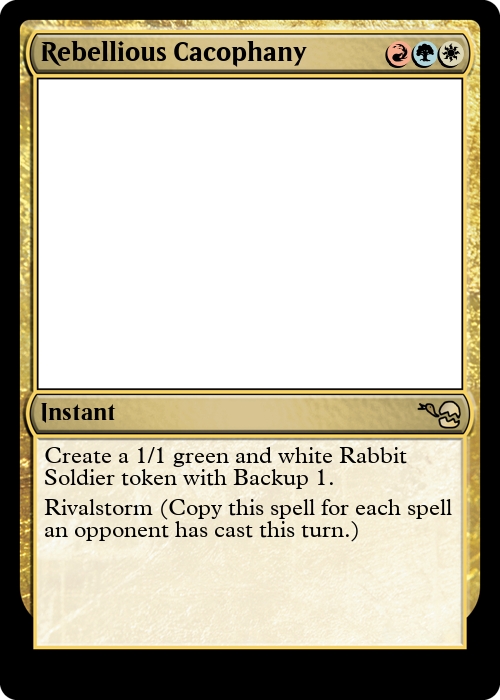 Rebellious Cacophany
Instant
Create a 1/1 green and white Rabbit
Soldier token with Backup 1.
Rivalstorm (Copy this spell for each spell
an opponent has cast this turn.)